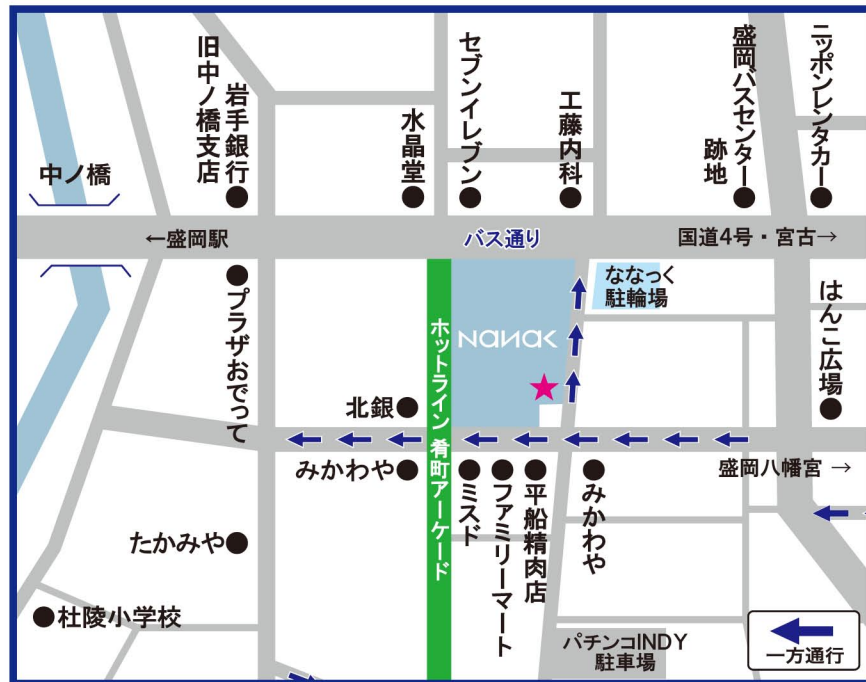 旧中ノ橋支店
岩手銀行
水晶堂
セブンイレブン
工藤内科
盛岡バスセンター
跡地
ニッポンレンタカー
中ノ橋
←盛岡駅
バス通り
国道4号・宮古→
プラザおでって
ホットライン 肴町アーケード
NANAK
ななっく
駐輪場
はんこ広場
北銀
みかわや
ミスド
ファミリーマート
平船精肉店
みかわや
盛岡八幡宮 →
たかみや
杜陵小学校
パチンコINDY
駐車場
一方通行